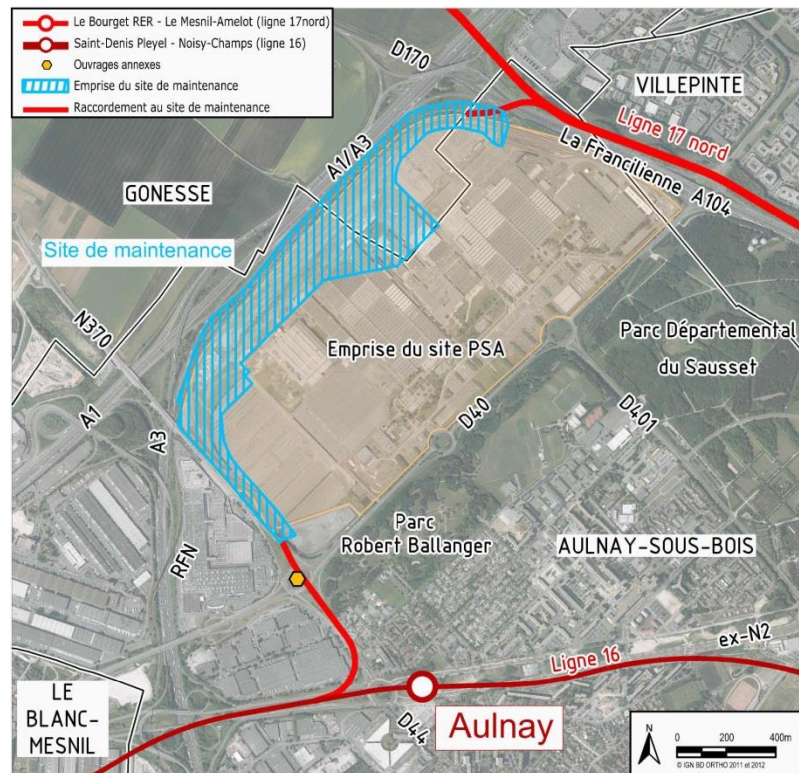 Le Bourget RER - Le Mesnil-Amelot (ligne 17nord)
Saint-Denis Pleyel - Noisy-Champs (ligne 16)
Ouvrages annexes
Emprise du site de maintenance
Raccordement au site de maintenance
D170
VILLEPINTE
Ligne 17 nord
La Francilienne A104
A1/A3
GONESSE
Site de maintenance
N370
Emprise du site PSA
Parc Départemental
du Sausset
A1
A3
D40
D401
Parc
Robert Ballanger
AULNAY-SOUS-BOIS
RFN
ex-N2
Ligne 16
LE
BLANC-
MESNIL
D44
Aulnay
N
0 200 400m
© IGN BD ORTHO 2011 et 2012